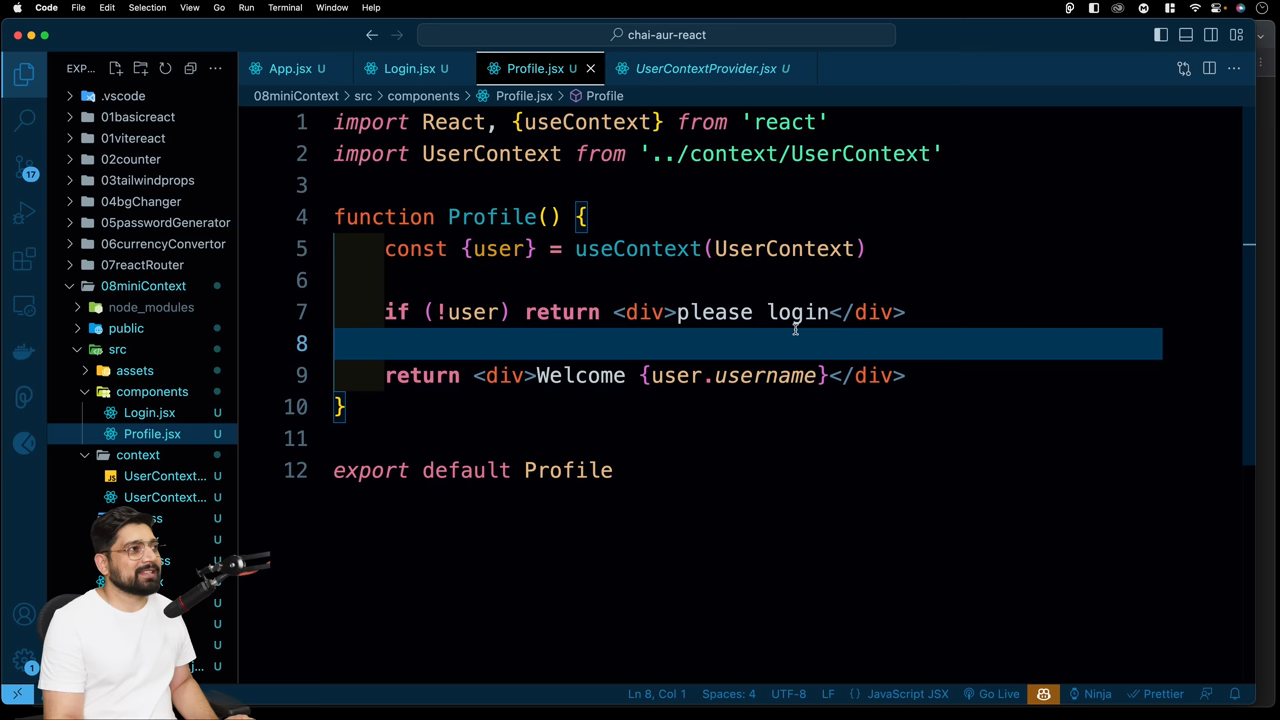 Code File Edit Selection View Go Run Terminal Window Help
chai-aur-react
EXP...
App.jsx U
Login.jsx U
Profile.jsx U
UserContextProvider.jsx U
08miniContext > src > components > Profile.jsx > Profile
.vscode
01basicreact
01vitereact
02counter
03tailwindprops
04bgChanger
05passwordGenerator
06currencyConvertor
07reactRouter
08miniContext
node_modules
public
src
assets
components
Login.jsx U
Profile.jsx U
context
UserContext... U
UserContext... U
ss U
U
ss U
x U
U
U
U
...j... U
17
1
1 import React, {useContext} from 'react'
2 import UserContext from '../context/UserContext'
3
4 function Profile() {
5 const {user} = useContext(UserContext)
6
7 if (!user) return <div>please login</div>
8
9 return <div>Welcome {user.username}</div>
10 }
11
12 export default Profile
Ln 8, Col 1 Spaces: 4 UTF-8 LF {} JavaScript JSX Go Live Ninja Prettier